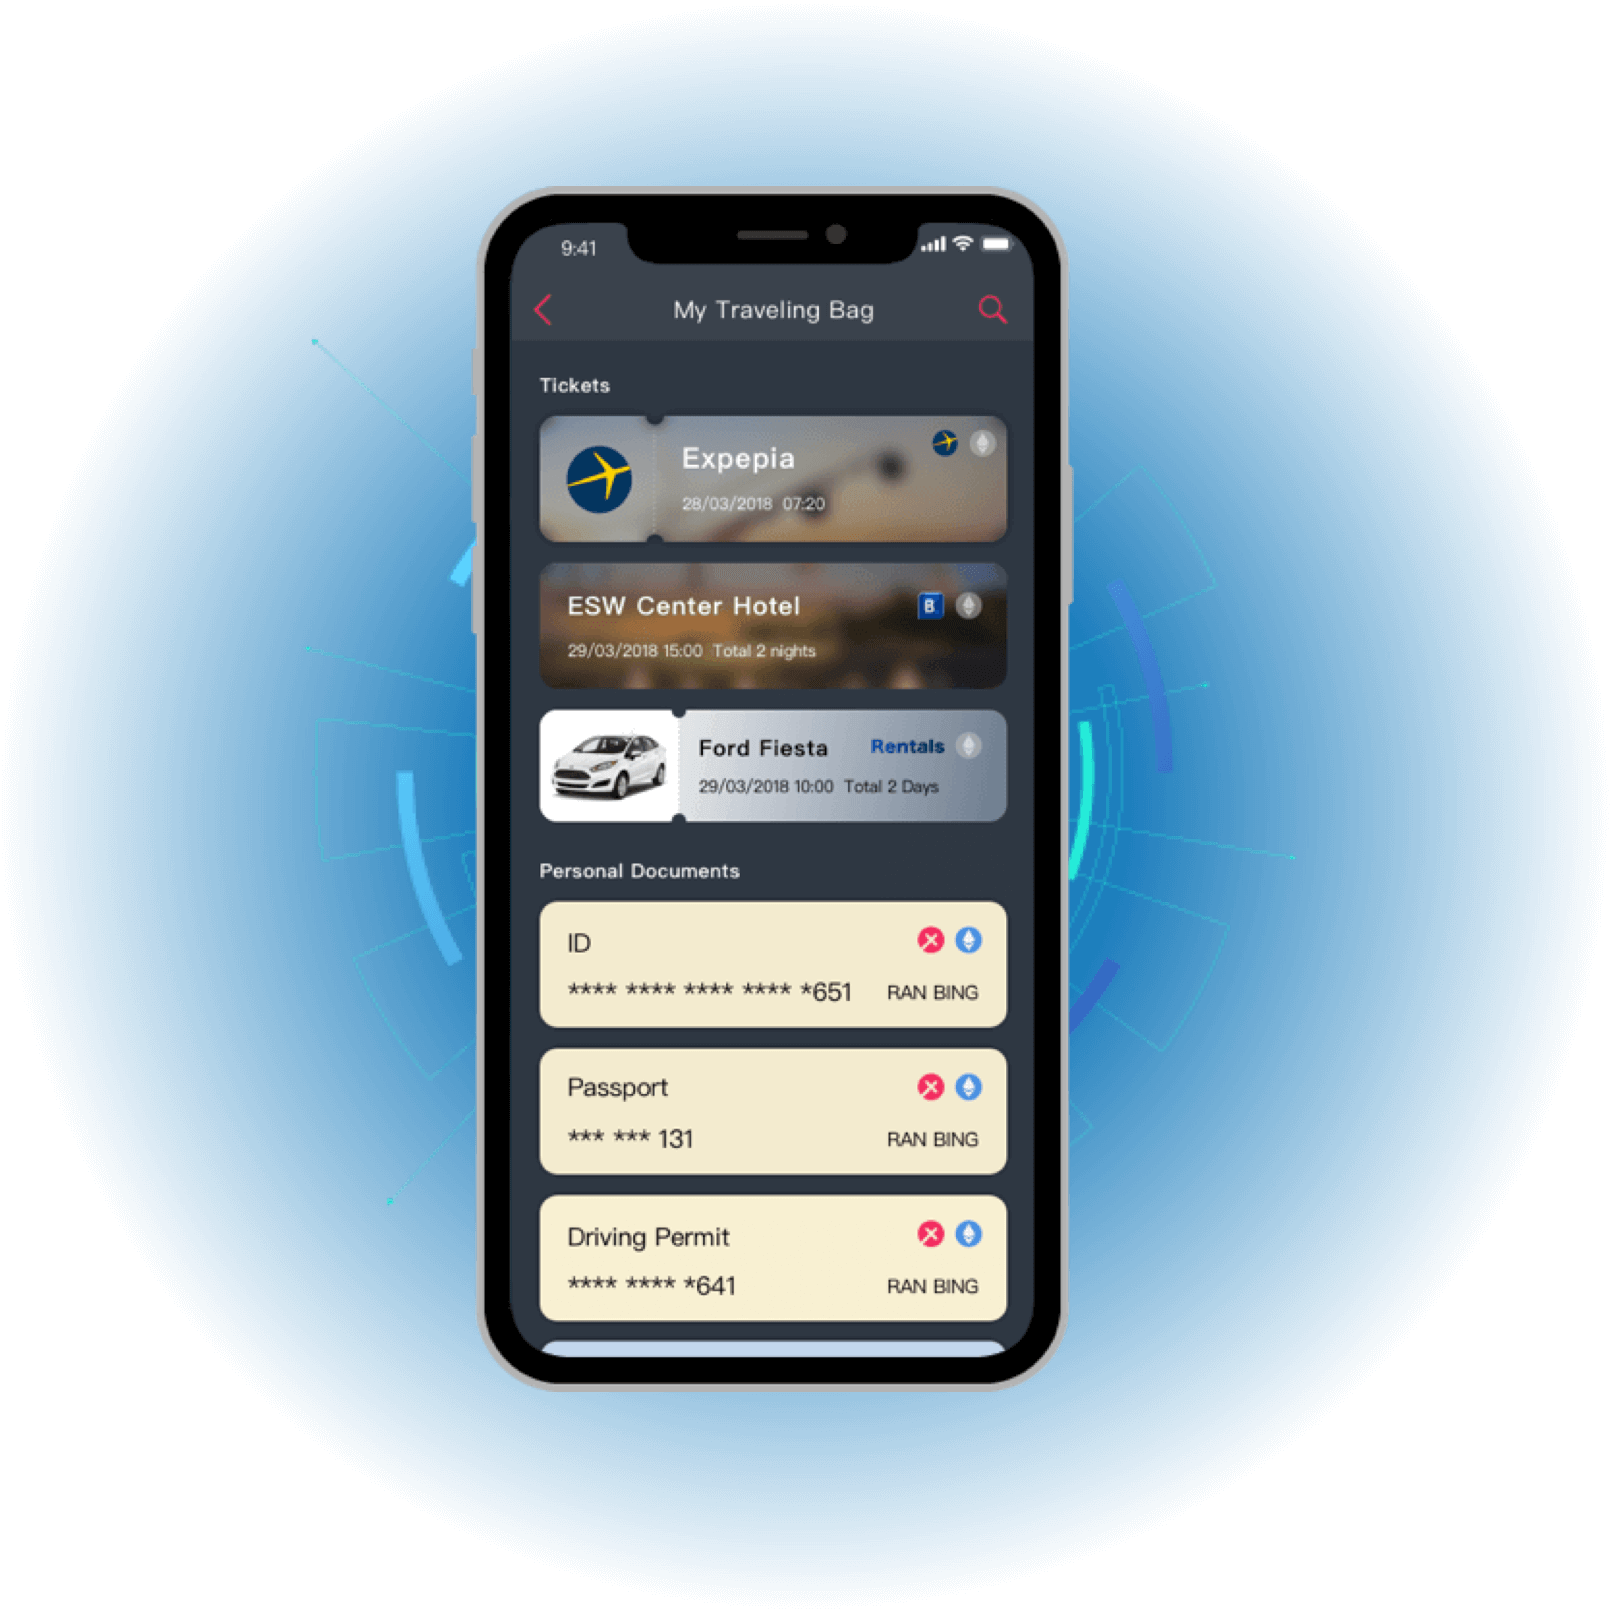 9:41
My Traveling Bag
Tickets
Expepia
28/03/2018 07:20
ESW Center Hotel
B.
29/03/2018 15:00 Total 2 nights
Ford Fiesta Rentals
29/03/2018 10:00 Total 2 Days
Personal Documents
ID
**** **** **** **** *651 RAN BING
Passport
*** *** 131 RAN BING
Driving Permit
**** **** *641 RAN BING